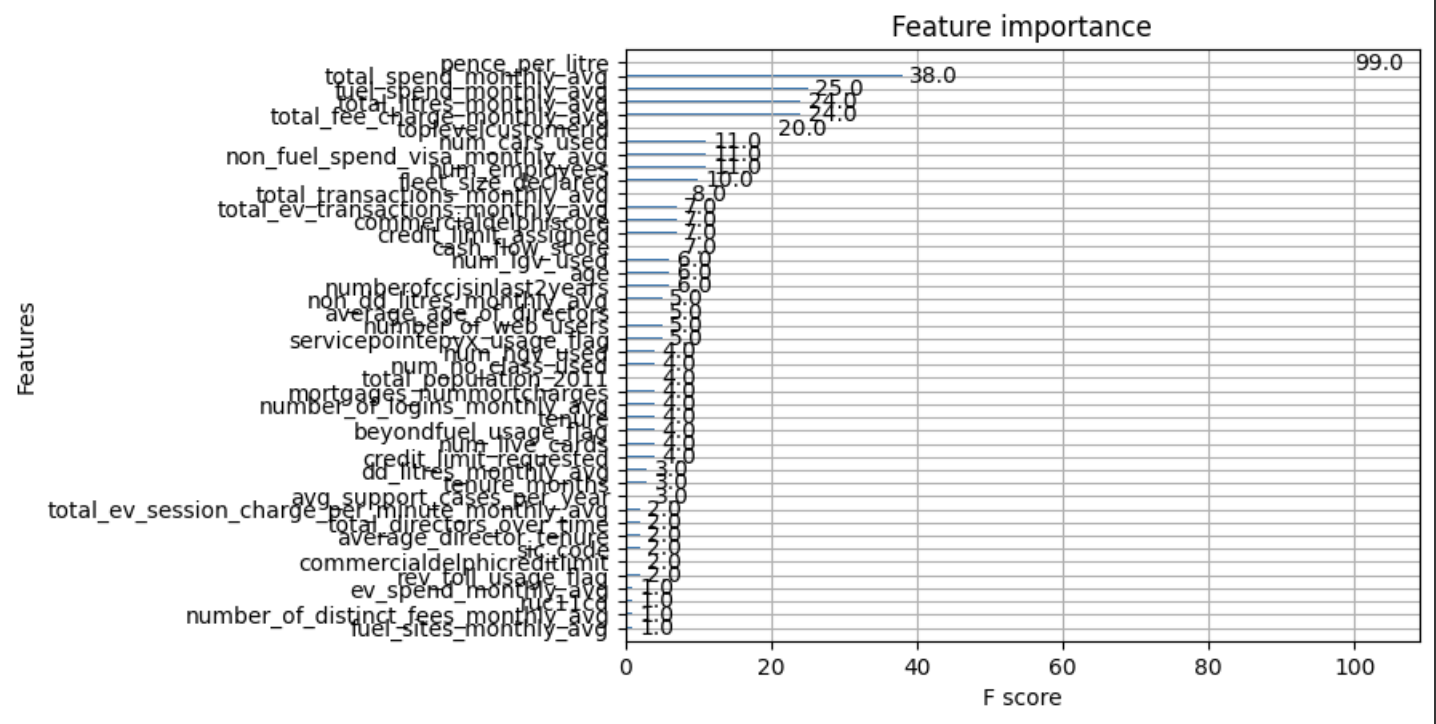 Feature importance
pence_per_litre 99.0
total_spend_monthly_avg 38.0
fuel_spend_monthly_avg 25.0
total_litres_monthly_avg 24.0
total_fee_charge_monthly_avg 24.0
toplevelcustomerid 20.0
num_cars_used 11.0
non_fuel_spend_visa_monthly_avg 11.0
num_employees 11.0
fleet_size_declared 10.0
total_transactions_monthly_avg 8.0
total_ev_transactions_monthly_avg 7.0
commercialdelphiscore 7.0
credit_limit_assigned 7.0
cash_flow_score 7.0
num_lgv_used 6.0
age 6.0
numberofccjsinlast2years 6.0
non_dd_litres_monthly_avg 5.0
average_age_of_directors 5.0
number_of_web_users 5.0
servicepointepyx_usage_flag 5.0
num_hgv_used 4.0
num_no_class_used 4.0
total_population_2011 4.0
mortgages_nummortcharges 4.0
number_of_logins_monthly_avg 4.0
tenure 4.0
beyondfuel_usage_flag 4.0
num_live_cards 4.0
credit_limit_requested 4.0
dd_litres_monthly_avg 3.0
tenure_months 3.0
avg_support_cases_per_year 3.0
total_ev_session_charge_per_minute_monthly_avg 2.0
total_directors_over_time 2.0
average_director_tenure 2.0
sic_code 2.0
commercialdelphicreditlimit 2.0
rev_toll_usage_flag 2.0
ev_spend_monthly_avg 1.0
ruc11cd 1.0
number_of_distinct_fees_monthly_avg 1.0
fuel_sites_monthly_avg 1.0
Features
0 20 40 60 80 100
F score